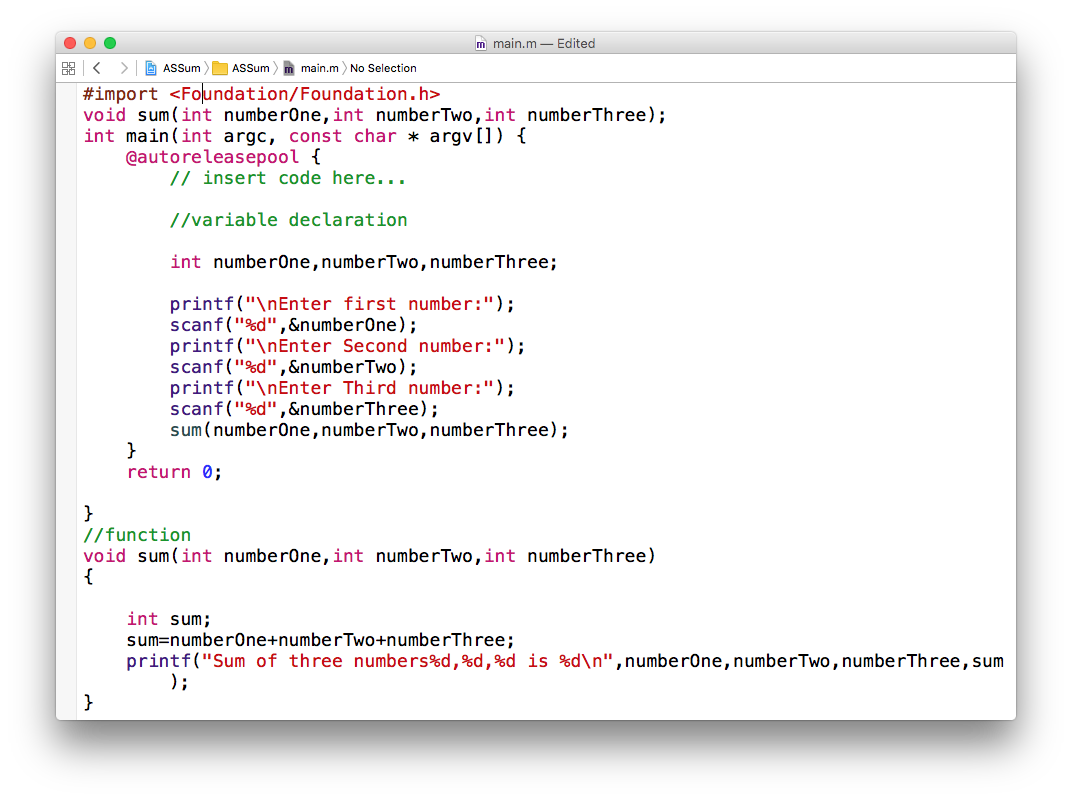 main.m — Edited
ASSum ASSum main.m No Selection
#import <Foundation/Foundation.h>
void sum(int numberOne,int numberTwo,int numberThree);
int main(int argc, const char * argv[]) {
    @autoreleasepool {
        // insert code here...
        //variable declaration
        int numberOne,numberTwo,numberThree;
        printf("\nEnter first number:");
        scanf("%d",&numberOne);
        printf("\nEnter Second number:");
        scanf("%d",&numberTwo);
        printf("\nEnter Third number:");
        scanf("%d",&numberThree);
        sum(numberOne,numberTwo,numberThree);
    }
    return 0;
}
//function
void sum(int numberOne,int numberTwo,int numberThree)
{
    int sum;
    sum=numberOne+numberTwo+numberThree;
    printf("Sum of three numbers%d,%d,%d is %d\n",numberOne,numberTwo,numberThree,sum
        );
}